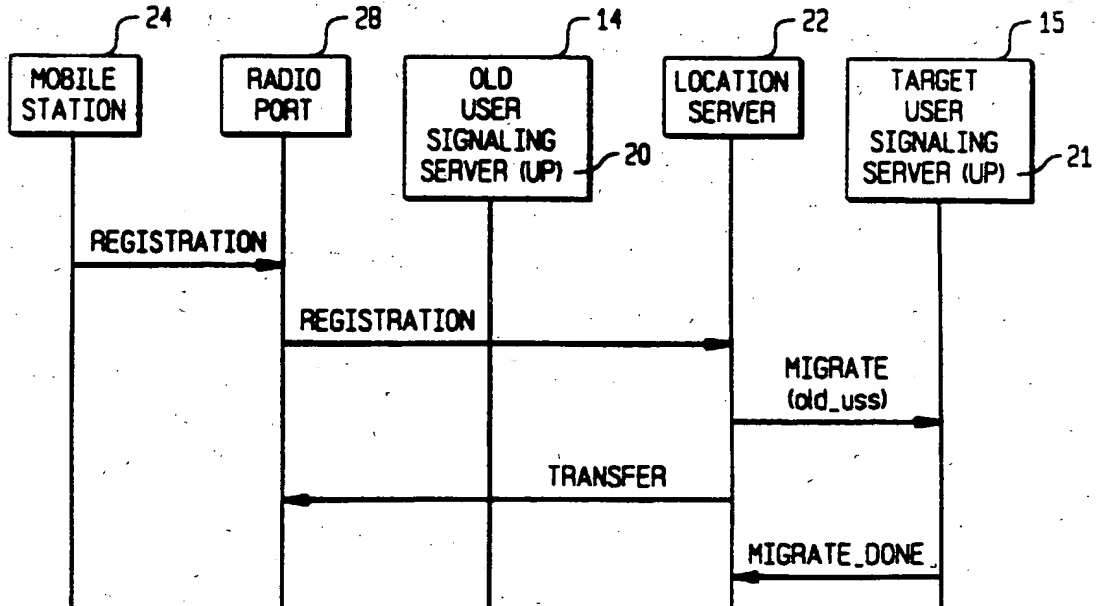 24
28
14
22
15
MOBILE
STATION
RADIO
PORT
OLD
USER
SIGNALING
SERVER (UP)
20
LOCATION
SERVER
TARGET
USER
SIGNALING
SERVER (UP)
21
REGISTRATION
REGISTRATION
MIGRATE
(old_uss)
TRANSFER
MIGRATE_DONE